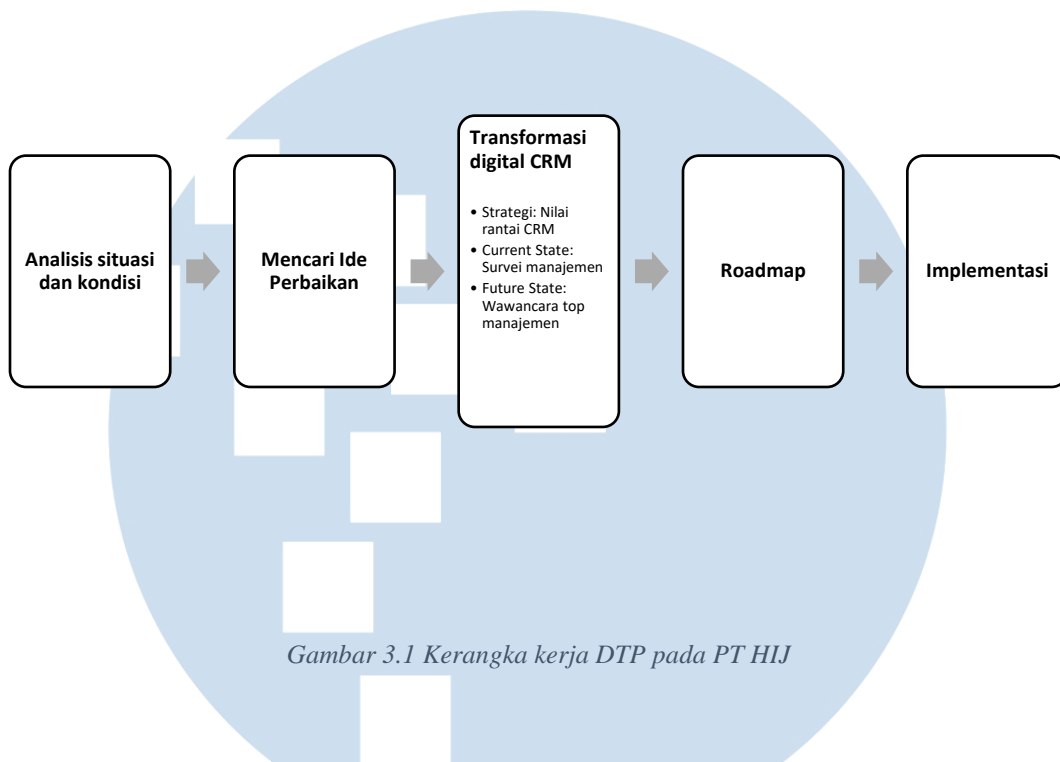 Analisis situasi
dan kondisi
Mencari Ide
Perbaikan
Transformasi
digital CRM
• Strategi: Nilai
rantai CRM
• Current State:
Survei manajemen
• Future State:
Wawancara top
manajemen
Roadmap
Implementasi
Gambar 3.1 Kerangka kerja DTP pada PT HIJ